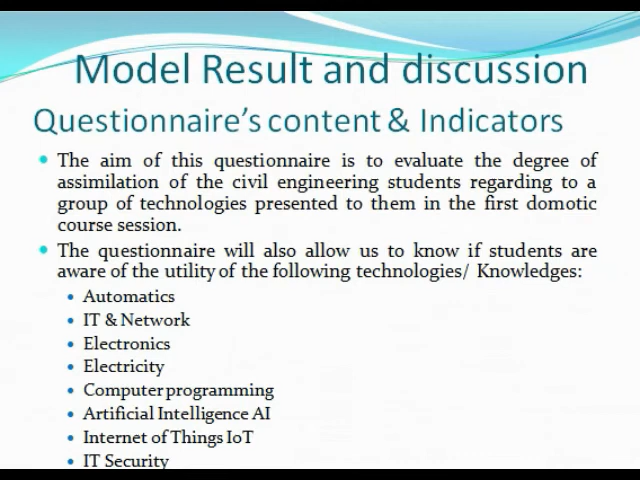 Model Result and discussion
Questionnaire's content & Indicators
The aim of this questionnaire is to evaluate the degree of
assimilation of the civil engineering students regarding to a
group of technologies presented to them in the first domotic
course session.
The questionnaire will also allow us to know if students are
aware of the utility of the following technologies/ Knowledges:
Automatics
IT & Network
Electronics
Electricity
Computer programming
Artificial Intelligence AI
Internet of Things IoT
IT Security